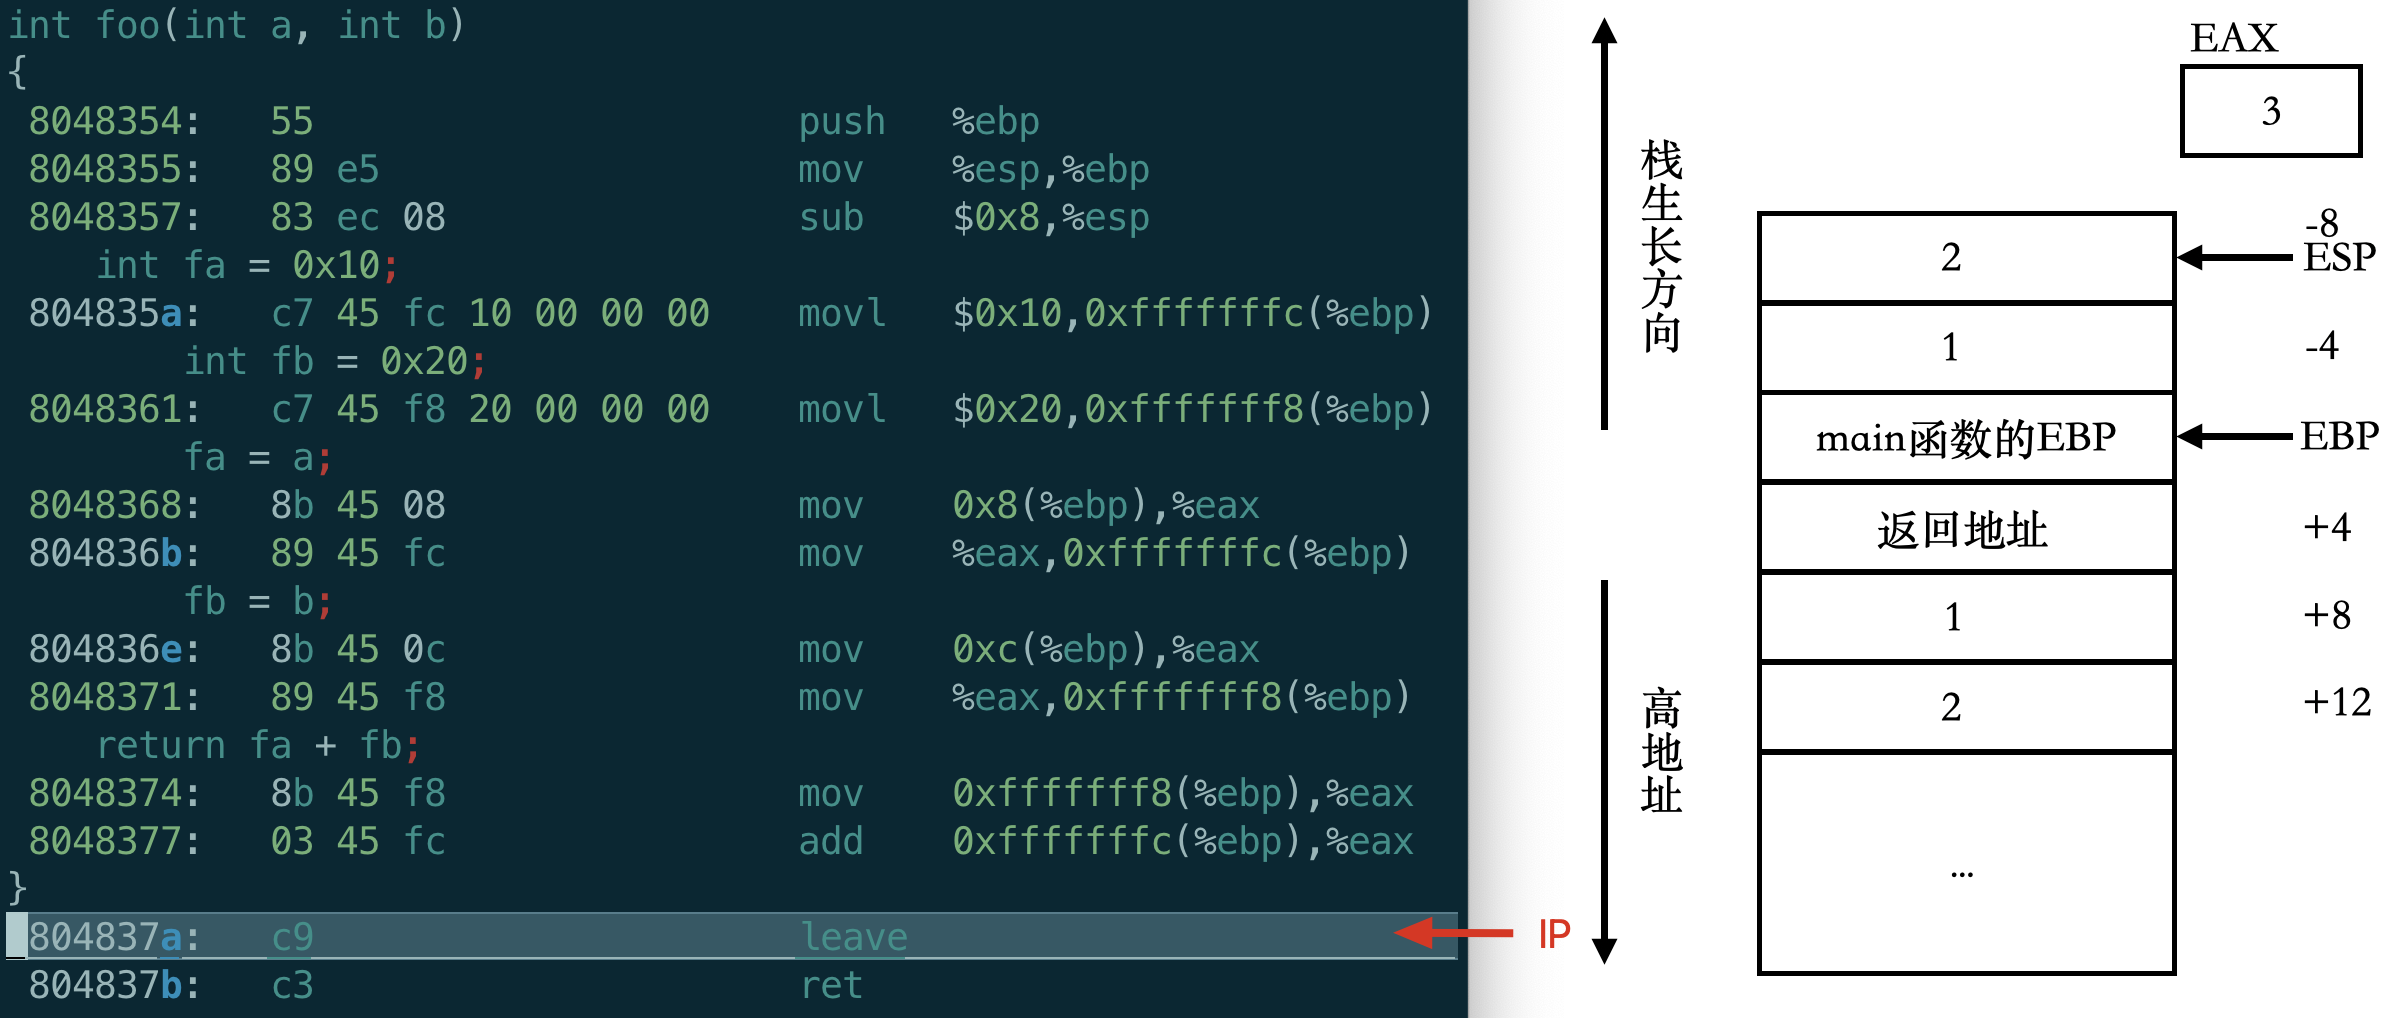 int foo(int a, int b)
{
8048354: 55 push %ebp
8048355: 89 e5 mov %esp,%ebp
8048357: 83 ec 08 sub $0x8,%esp
int fa = 0x10;
804835a: c7 45 fc 10 00 00 00 movl $0x10,0xfffffffc(%ebp)
int fb = 0x20;
8048361: c7 45 f8 20 00 00 00 movl $0x20,0xfffffff8(%ebp)
fa = a;
8048368: 8b 45 08 mov 0x8(%ebp),%eax
804836b: 89 45 fc mov %eax,0xfffffffc(%ebp)
fb = b;
804836e: 8b 45 0c mov 0xc(%ebp),%eax
8048371: 89 45 f8 mov %eax,0xfffffff8(%ebp)
return fa + fb;
8048374: 8b 45 f8 mov 0xfffffff8(%ebp),%eax
8048377: 03 45 fc add 0xfffffffc(%ebp),%eax
}
804837a: c9 leave
804837b: c3 ret
IP
栈生长方向
高地址
EAX
3
2
-8
ESP
1
-4
main函数的EBP
EBP
返回地址
+4
1
+8
2
+12
...